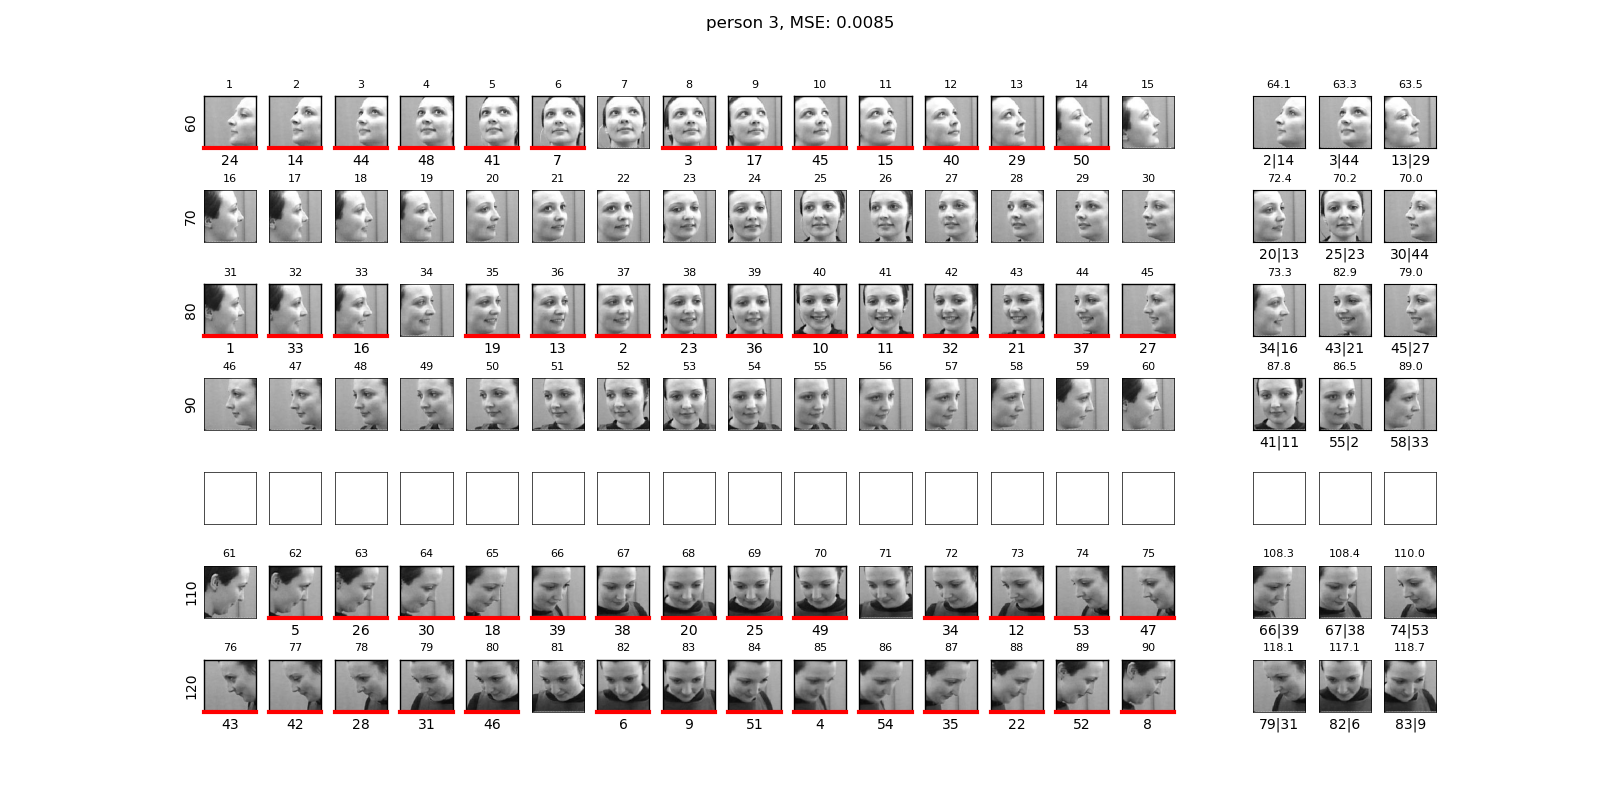 person 3, MSE: 0.0085
1 2 3 4 5 6 7 8 9 10 11 12 13 14 15 64.1 63.3 63.5
60
24 14 44 48 41 7 3 17 45 15 40 29 50 2|14 3|44 13|29
16 17 18 19 20 21 22 23 24 25 26 27 28 29 30 72.4 70.2 70.0
70
20|13 25|23 30|44
31 32 33 34 35 36 37 38 39 40 41 42 43 44 45 73.3 82.9 79.0
80
1 33 16 19 13 2 23 36 10 11 32 21 37 27 34|16 43|21 45|27
46 47 48 49 50 51 52 53 54 55 56 57 58 59 60 87.8 86.5 89.0
90
41|11 55|2 58|33
61 62 63 64 65 66 67 68 69 70 71 72 73 74 75 108.3 108.4 110.0
110
5 26 30 18 39 38 20 25 49 34 12 53 47 66|39 67|38 74|53
76 77 78 79 80 81 82 83 84 85 86 87 88 89 90 118.1 117.1 118.7
120
43 42 28 31 46 6 9 51 4 54 35 22 52 8 79|31 82|6 83|9